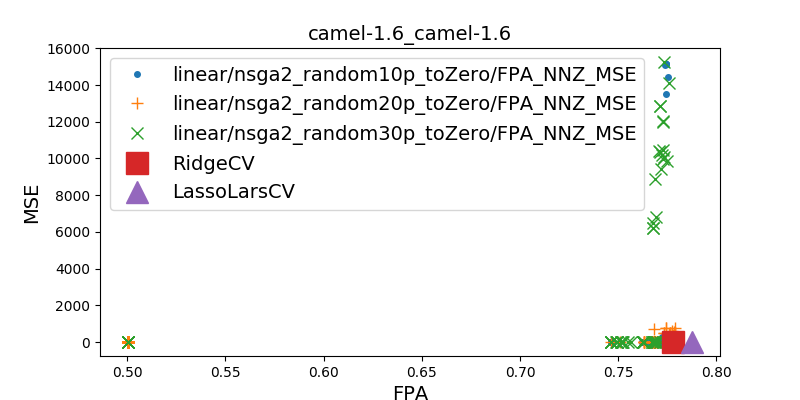 camel-1.6_camel-1.6
MSE
16000
14000
12000
10000
8000
6000
4000
2000
0
linear/nsga2_random10p_toZero/FPA_NNZ_MSE
linear/nsga2_random20p_toZero/FPA_NNZ_MSE
linear/nsga2_random30p_toZero/FPA_NNZ_MSE
RidgeCV
LassoLarsCV
0.50 0.55 0.60 0.65 0.70 0.75 0.80
FPA